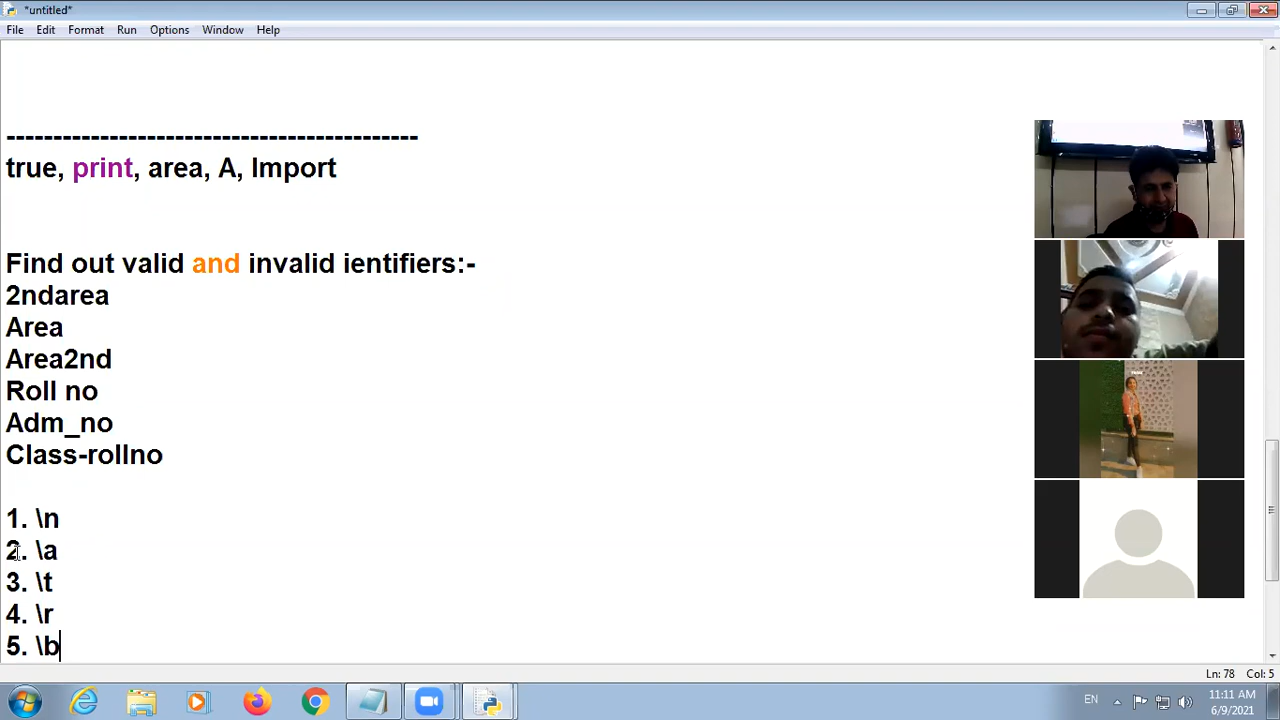 *untitled*
File Edit Format Run Options Window Help
-------------------------------------------
true, print, area, A, Import
Find out valid and invalid ientifiers:-
2ndarea
Area
Area2nd
Roll no
Adm_no
Class-rollno
1. \n
2. \a
3. \t
4. \r
5. \b
Ln: 78 Col: 5
EN
11:11 AM
6/9/2021